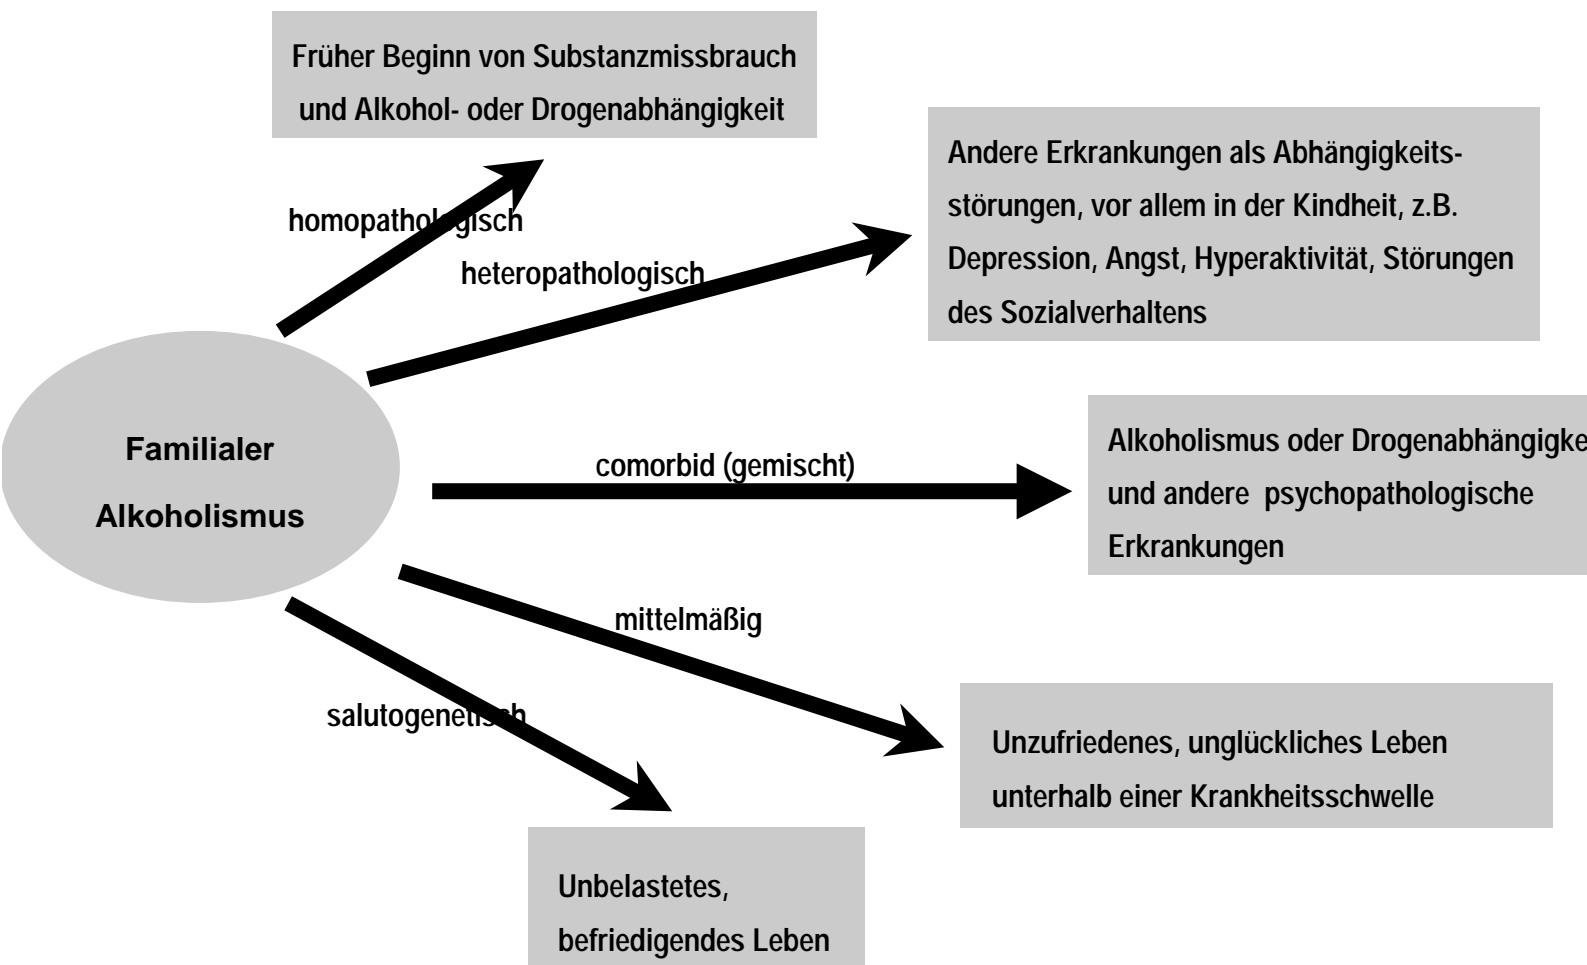 Früher Beginn von Substanzmissbrauch
und Alkohol- oder Drogenabhängigkeit
Andere Erkrankungen als Abhängigkeits-
störungen, vor allem in der Kindheit, z.B.
Depression, Angst, Hyperaktivität, Störungen
des Sozialverhaltens
homopathologisch
heteropathologisch
Familialer
Alkoholismus
comorbid (gemischt)
Alkoholismus oder Drogenabhängigke
und andere psychopathologische
Erkrankungen
mittelmäßig
salutogenetisch
Unzufriedenes, unglückliches Leben
unterhalb einer Krankheitsschwelle
Unbelastetes,
befriedigendes Leben